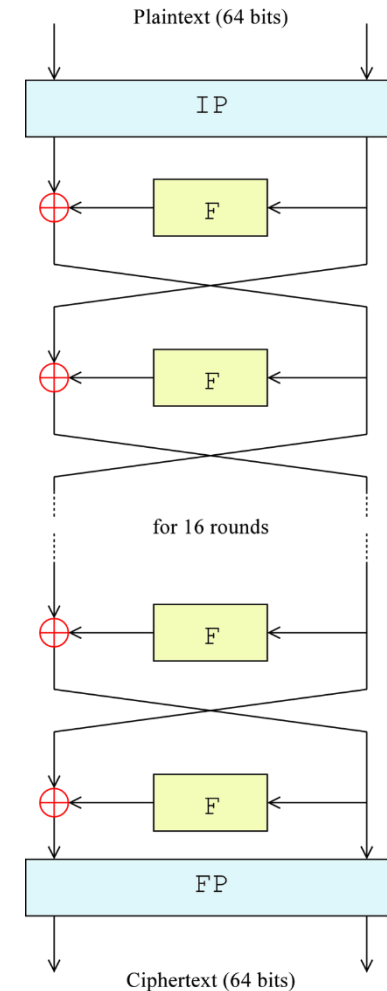 Plaintext (64 bits)
IP
F
F
for 16 rounds
F
F
FP
Ciphertext (64 bits)